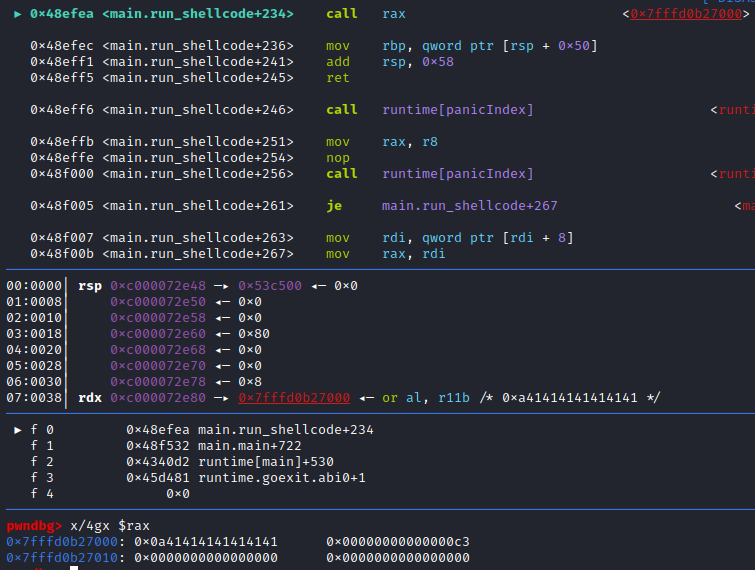 ► 0×48efea <main.run_shellcode+234> call rax <0×7fffd0b27000>
0×48efec <main.run_shellcode+236> mov rbp, qword ptr [rsp + 0×50]
0×48eff1 <main.run_shellcode+241> add rsp, 0×58
0×48eff5 <main.run_shellcode+245> ret
0×48eff6 <main.run_shellcode+246> call runtime[panicIndex] <runti
0×48effb <main.run_shellcode+251> mov rax, r8
0×48effe <main.run_shellcode+254> nop
0×48f000 <main.run_shellcode+256> call runtime[panicIndex] <runti
0×48f005 <main.run_shellcode+261> je main.run_shellcode+267 <ma
0×48f007 <main.run_shellcode+263> mov rdi, qword ptr [rdi + 8]
0×48f00b <main.run_shellcode+267> mov rax, rdi
00:0000│ rsp 0×c000072e48 —▸ 0×53c500 ◂— 0×0
01:0008│ 0×c000072e50 ◂— 0×0
02:0010│ 0×c000072e58 ◂— 0×0
03:0018│ 0×c000072e60 ◂— 0×80
04:0020│ 0×c000072e68 ◂— 0×0
05:0028│ 0×c000072e70 ◂— 0×0
06:0030│ 0×c000072e78 ◂— 0×8
07:0038│ rdx 0×c000072e80 —▸ 0×7fffd0b27000 ◂— or al, r11b /* 0×a41414141414141 */
► f 0 0×48efea main.run_shellcode+234
f 1 0×48f532 main.main+722
f 2 0×4340d2 runtime[main]+530
f 3 0×45d481 runtime.goexit.abi0+1
f 4 0×0
pwndbg> x/4gx $rax
0×7fffd0b27000: 0×0a41414141414141 0×00000000000000c3
0×7fffd0b27010: 0×0000000000000000 0×0000000000000000